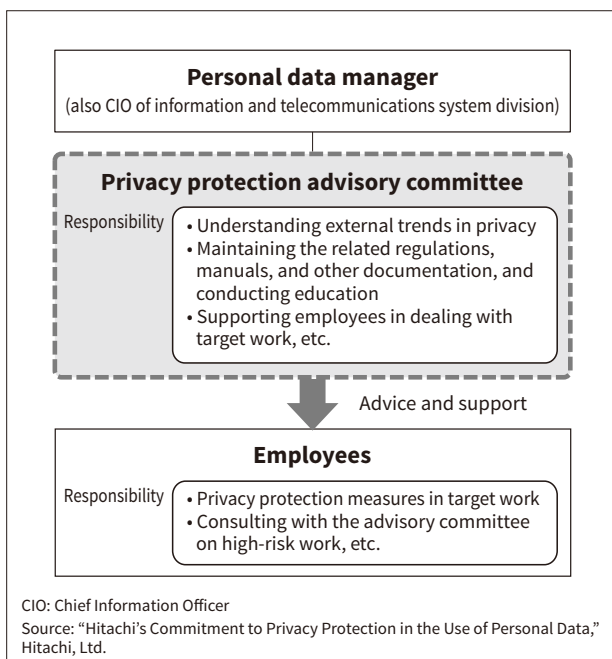 Personal data manager
(also CIO of information and telecommunications system division)
Privacy protection advisory committee
Responsibility
• Understanding external trends in privacy
• Maintaining the related regulations,
manuals, and other documentation, and
conducting education
• Supporting employees in dealing with
target work, etc.
Advice and support
Employees
Responsibility
• Privacy protection measures in target work
• Consulting with the advisory committee
on high-risk work, etc.
CIO: Chief Information Officer
Source: “Hitachi’s Commitment to Privacy Protection in the Use of Personal Data,”
Hitachi, Ltd.